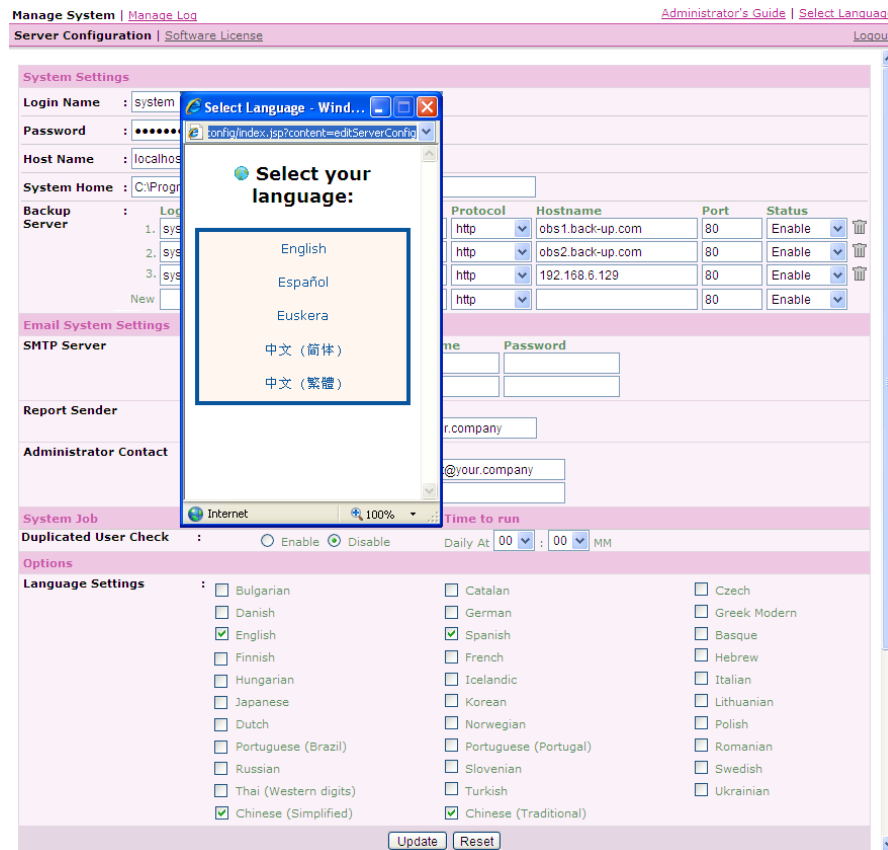 Manage System | Manage Log
Administrator's Guide | Select Languag
Server Configuration | Software License
Logou
System Settings
Login Name : system
Password : •••••••
Host Name : localhos
System Home : C:\Progr
Backup Server : Log Protocol Hostname Port Status
1. sys http obs1.back-up.com 80 Enable
2. sys http obs2.back-up.com 80 Enable
3. sys http 192.168.6.129 80 Enable
New http 80 Enable
Select Language - Wind...
config/index.jsp?content=editServerConfig
Select your
language:
English
Español
Euskera
中文 (简体)
中文 (繁體)
Internet 100%
Email System Settings
SMTP Server me Password
Report Sender
r.company
Administrator Contact
@your.company
System Job Time to run
Duplicated User Check : Enable Disable Daily At 00 : 00 MM
Options
Language Settings : Bulgarian Catalan Czech
Danish German Greek Modern
English Spanish Basque
Finnish French Hebrew
Hungarian Icelandic Italian
Japanese Korean Lithuanian
Dutch Norwegian Polish
Portuguese (Brazil) Portuguese (Portugal) Romanian
Russian Slovenian Swedish
Thai (Western digits) Turkish Ukrainian
Chinese (Simplified) Chinese (Traditional)
Update Reset